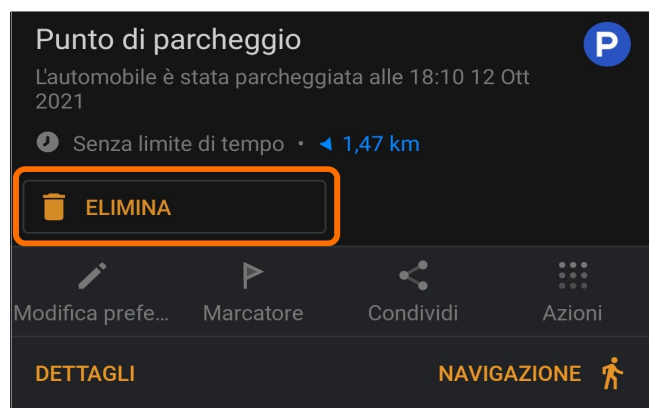 Punto di parcheggio
P
L'automobile è stata parcheggiata alle 18:10 12 Ott
2021
Senza limite di tempo • 1,47 km
ELIMINA
Modifica prefe... Marcatore Condividi Azioni
DETTAGLI NAVIGAZIONE